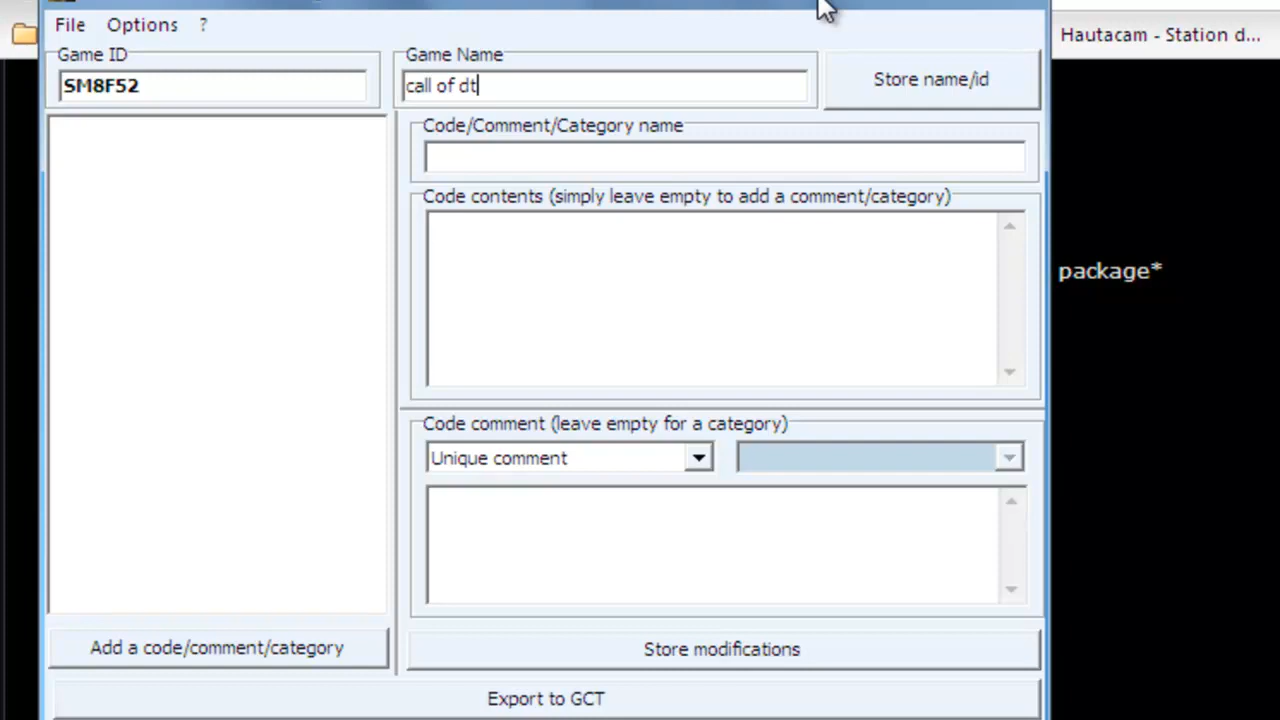 File Options ?
Hautacam - Station d...
Game ID
Game Name
SM8F52
call of dt
Store name/id
Code/Comment/Category name
Code contents (simply leave empty to add a comment/category)
package*
Code comment (leave empty for a category)
Unique comment
Add a code/comment/category
Store modifications
Export to GCT